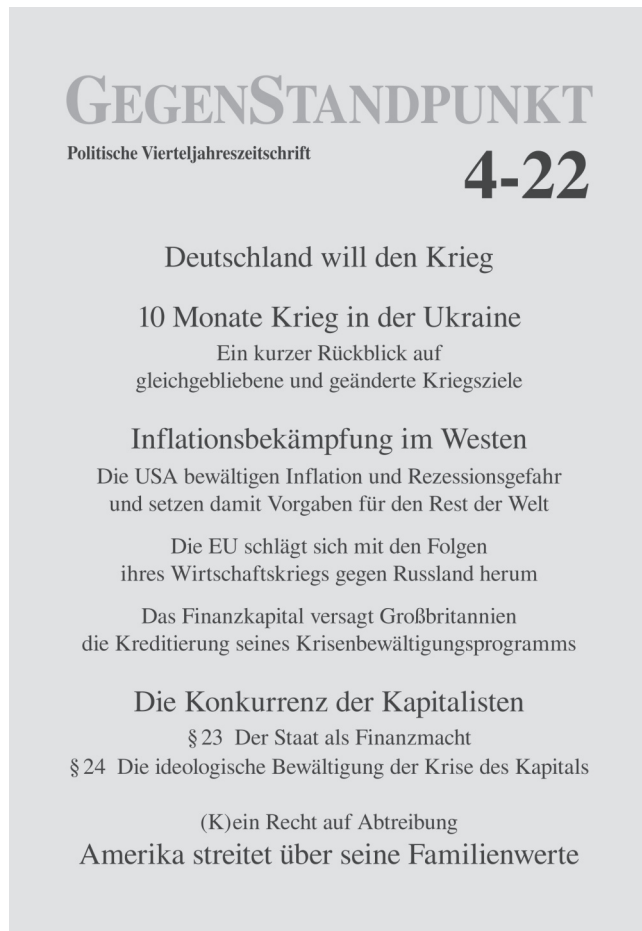 GEGENSTANDPUNKT
Politische Vierteljahreszeitschrift
4-22
Deutschland will den Krieg
10 Monate Krieg in der Ukraine
Ein kurzer Rückblick auf
gleichgebliebene und geänderte Kriegsziele
Inflationsbekämpfung im Westen
Die USA bewältigen Inflation und Rezessionsgefahr
und setzen damit Vorgaben für den Rest der Welt
Die EU schlägt sich mit den Folgen
ihres Wirtschaftskriegs gegen Russland herum
Das Finanzkapital versagt Großbritannien
die Kreditierung seines Krisenbewältigungsprogramms
Die Konkurrenz der Kapitalisten
§ 23 Der Staat als Finanzmacht
§ 24 Die ideologische Bewältigung der Krise des Kapitals
(K)ein Recht auf Abtreibung
Amerika streitet über seine Familienwerte